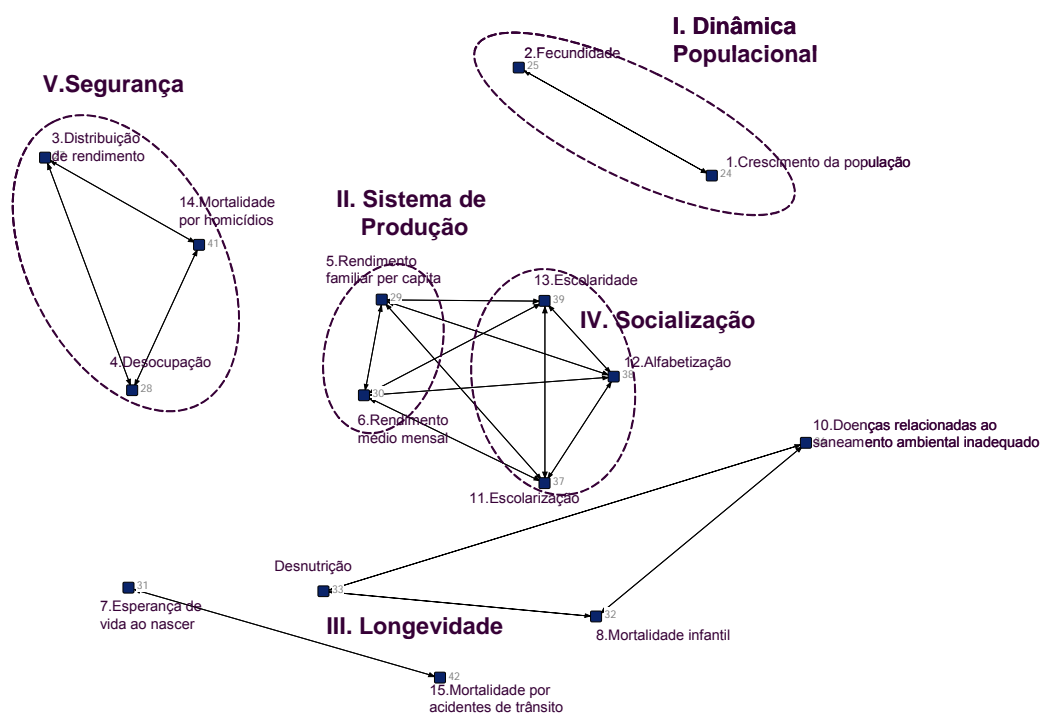 I. Dinâmica
Populacional
2.Fecundidade
25
1.Crescimento da população
24
V.Segurança
3.Distribuição
de rendimento
14.Mortalidade
por homicídios
41
4.Desocupação
28
II. Sistema de
Produção
5.Rendimento
familiar per capita
29
13.Escolaridade
39
IV. Socialização
12.Alfabetização
38
30
6.Rendimento
médio mensal
37
11.Escolarização
10.Doenças relacionadas ao
saneamento ambiental inadequado
Desnutrição
33
31
7.Esperança de
vida ao nascer
32
8.Mortalidade infantil
III. Longevidade
42
15.Mortalidade por
acidentes de trânsito